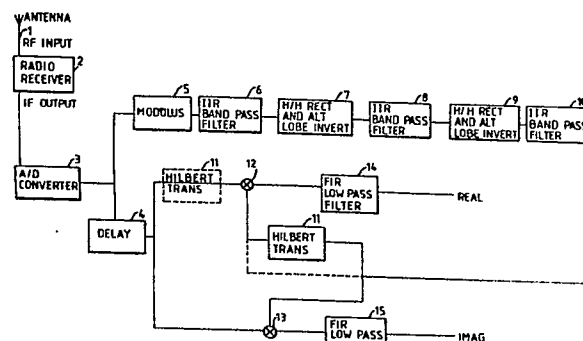 ANTENNA
1
RF INPUT
2
RADIO
RECEIVER
IF OUTPUT
3
A/D
CONVERTER
4
DELAY
5
MODULUS
6
IIR
BAND PASS
FILTER
7
H/H RECT
AND ALT
LOBE INVERT
8
IIR
BAND PASS
FILTER
9
H/H RECT
AND ALT
LOBE INVERT
10
IIR
BAND PASS
FILTER
11
HILBERT
TRANS
12
14
FIR
LOW PASS
FILTER
REAL
11
HILBERT
TRANS
13
15
FIR
LOW PASS
IMAG